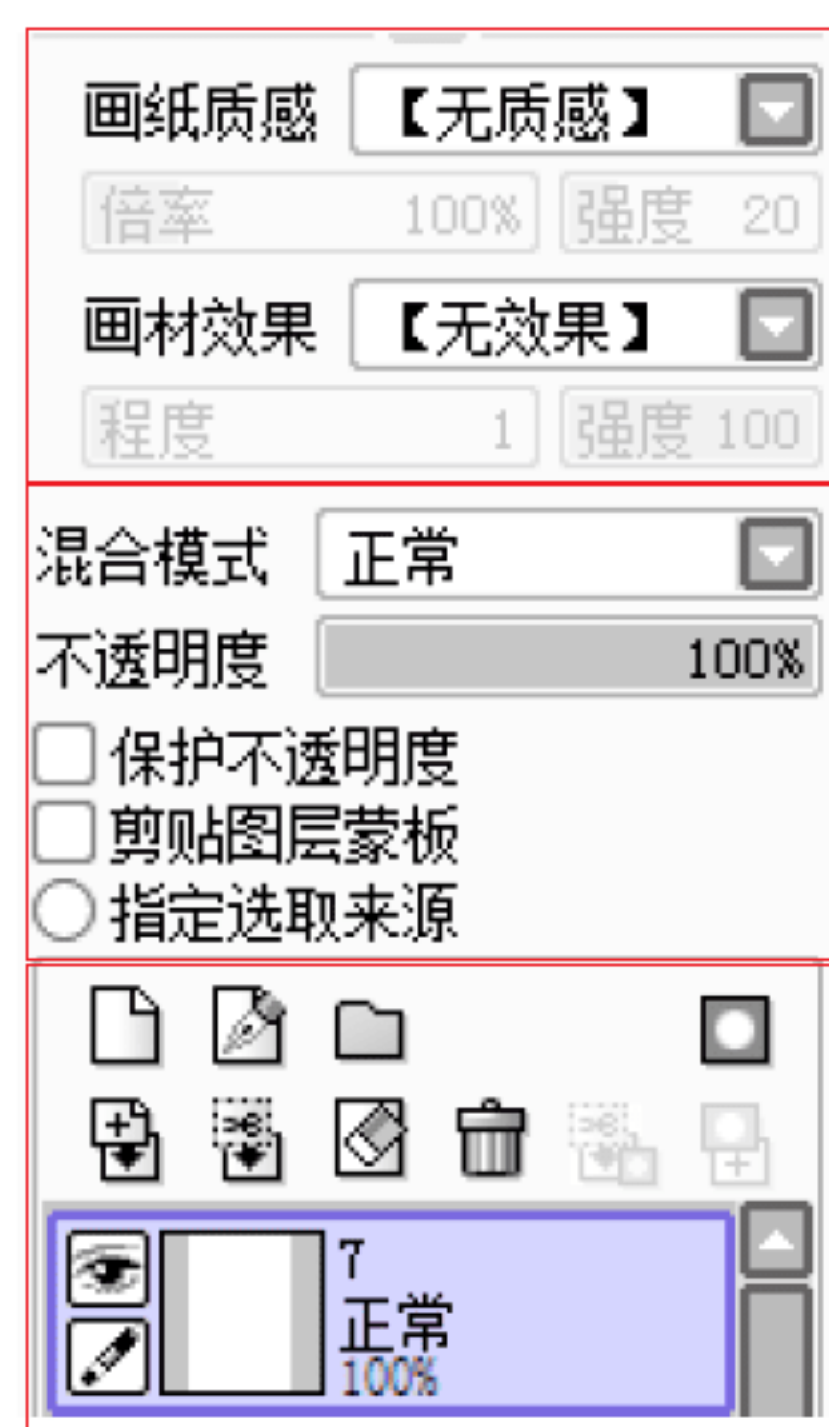 画纸质感 【无质感】
倍率 100% 强度 20
画材效果 【无效果】
程度 1 强度 100
混合模式 正常
不透明度 100%
保护不透明度
剪贴图层蒙板
指定选取来源
7
正常
100%